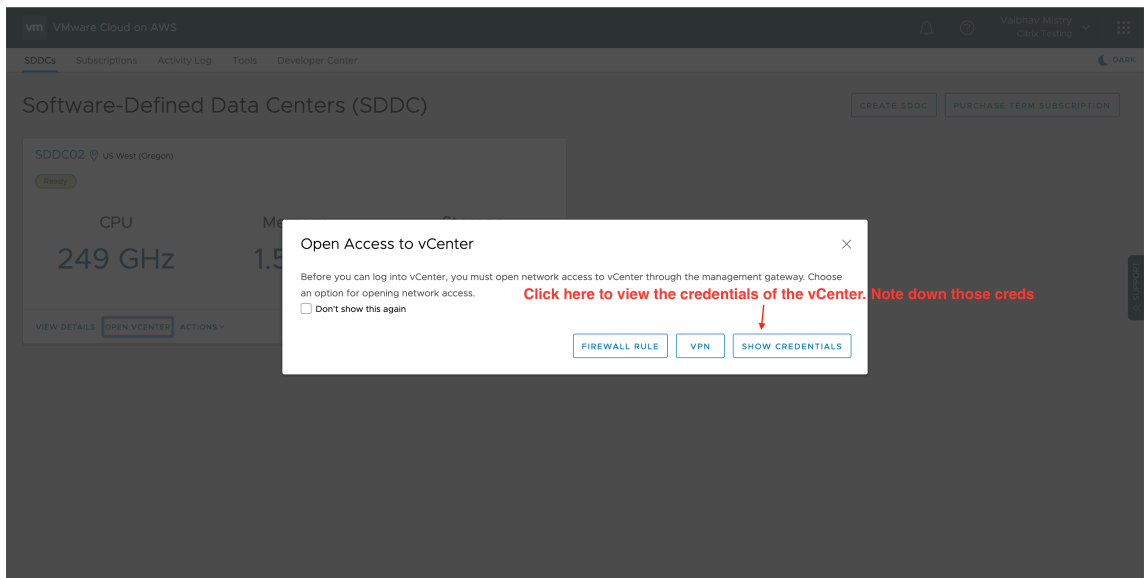 vm VMware Cloud on AWS
Vaibhav Mistry
Citrix Testing
SDDCs Subscriptions Activity Log Tools Developer Center DARK
Software-Defined Data Centers (SDDC)
CREATE SDDC PURCHASE TERM SUBSCRIPTION
SDDC02 US West (Oregon)
Ready
CPU
249 GHz
1.5
Open Access to vCenter
Before you can log into vCenter, you must open network access to vCenter through the management gateway. Choose
an option for opening network access.
Click here to view the credentials of the vCenter. Note down those creds
Don't show this again
FIREWALL RULE VPN SHOW CREDENTIALS
VIEW DETAILS OPEN VCENTER ACTIONS
SUPPORT